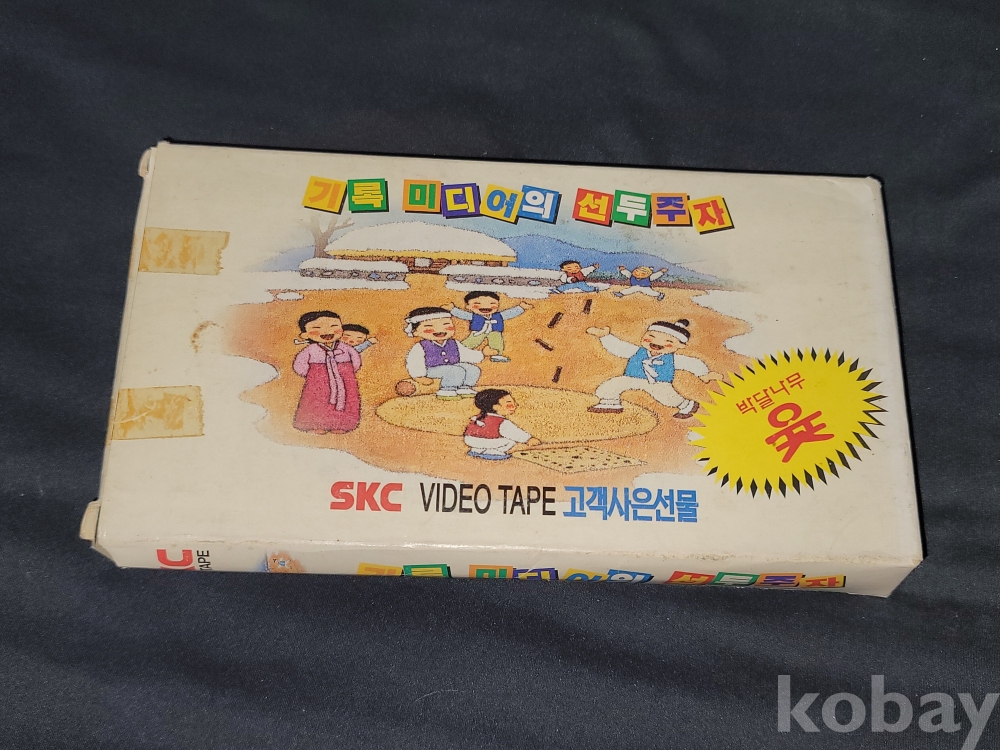 기록 미디어의 선두주자
박달나무
윷
SKC VIDEO TAPE 고객사은선물
기록 미디어의 선두주자
kobay